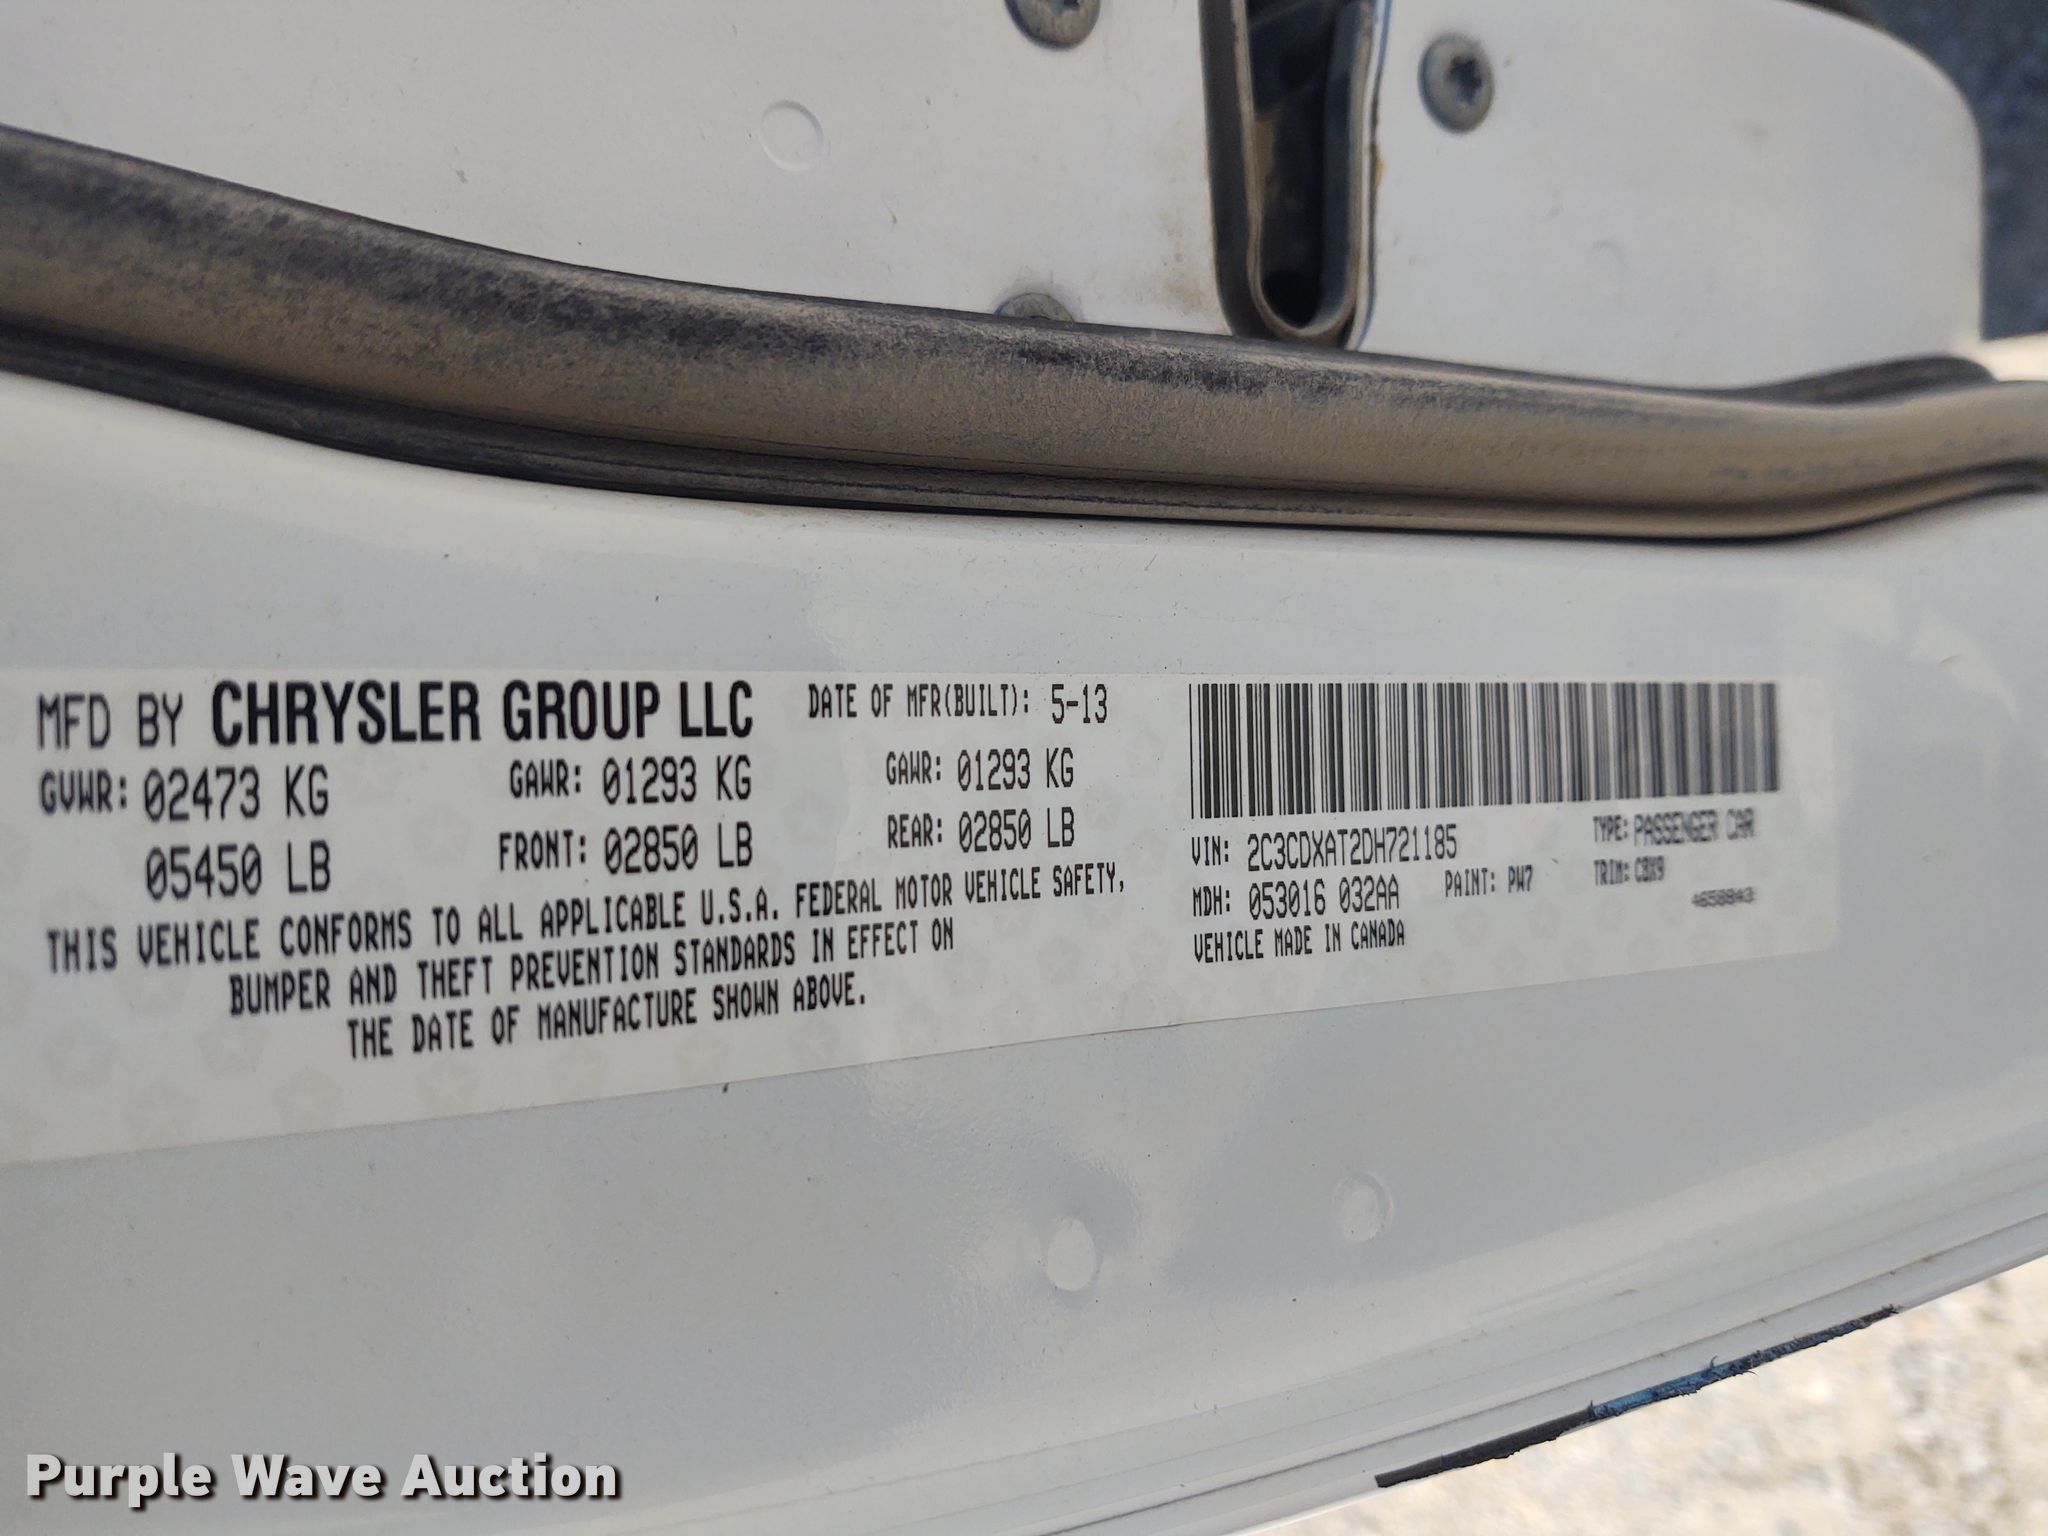 MFD BY CHRYSLER GROUP LLC DATE OF MFR(BUILT): 5-13
GVWR: 02473 KG GAWR: 01293 KG GAWR: 01293 KG
05450 LB FRONT: 02850 LB REAR: 02850 LB
THIS VEHICLE CONFORMS TO ALL APPLICABLE U.S.A. FEDERAL MOTOR VEHICLE SAFETY,
BUMPER AND THEFT PREVENTION STANDARDS IN EFFECT ON
THE DATE OF MANUFACTURE SHOWN ABOVE.
VIN: 2C3CDXAT2DH721185 TYPE: PASSENGER CAR
MDH: 053016 032AA PAINT: PW7 TRIM: C8X9
VEHICLE MADE IN CANADA
Purple Wave Auction